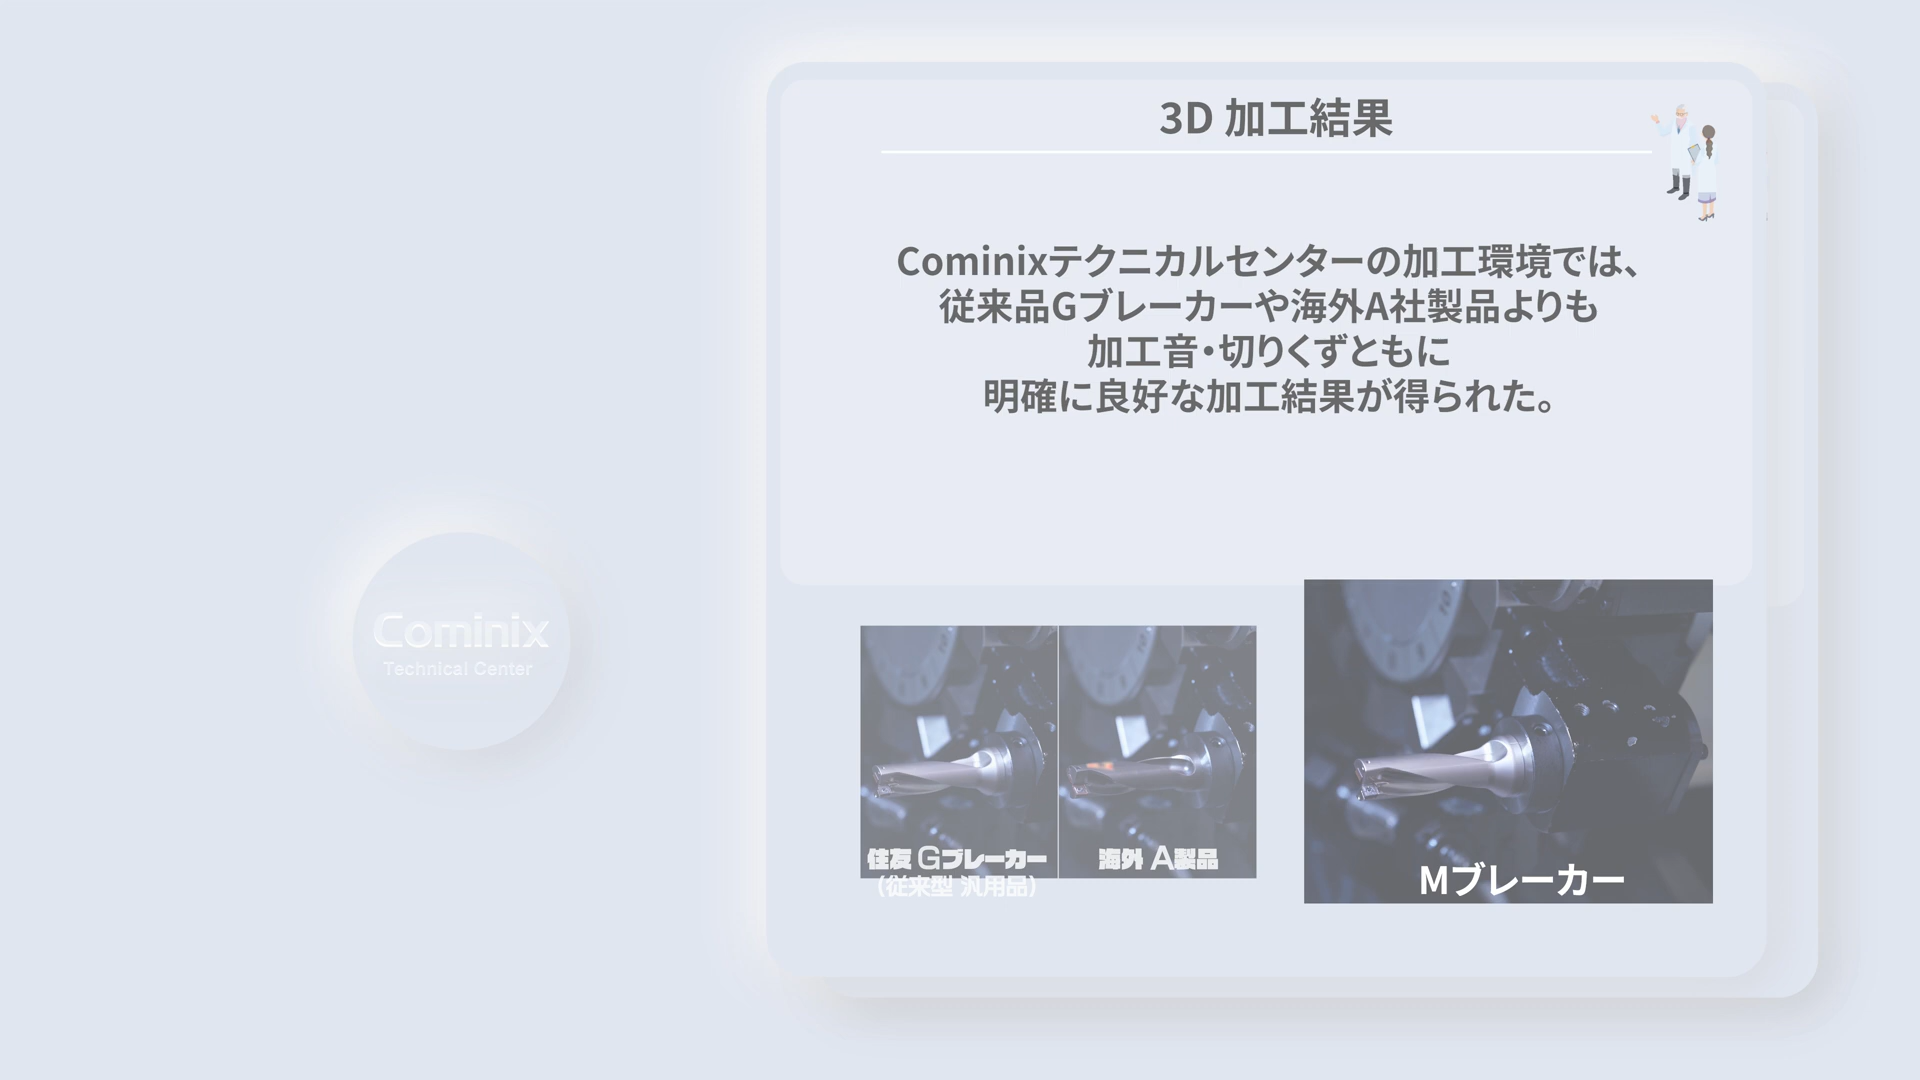 3D 加工結果
Cominixテクニカルセンターの加工環境では、
従来品Gブレーカーや海外A社製品よりも
加工音・切りくずともに
明確に良好な加工結果が得られた。
Cominix
Technical Center
住友 Gブレーカー
(従来型 汎用品)
海外 A製品
Mブレーカー